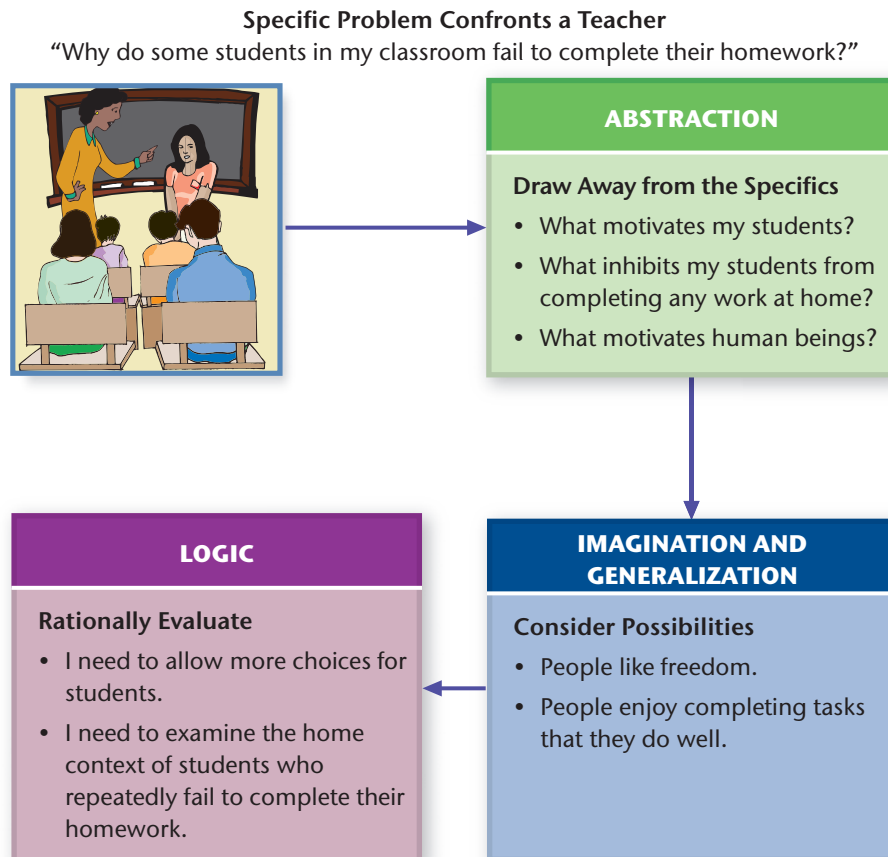 Specific Problem Confronts a Teacher
“Why do some students in my classroom fail to complete their homework?”
ABSTRACTION
Draw Away from the Specifics
• What motivates my students?
• What inhibits my students from
completing any work at home?
• What motivates human beings?
IMAGINATION AND
GENERALIZATION
Consider Possibilities
• People like freedom.
• People enjoy completing tasks
that they do well.
LOGIC
Rationally Evaluate
• I need to allow more choices for
students.
• I need to examine the home
context of students who
repeatedly fail to complete their
homework.